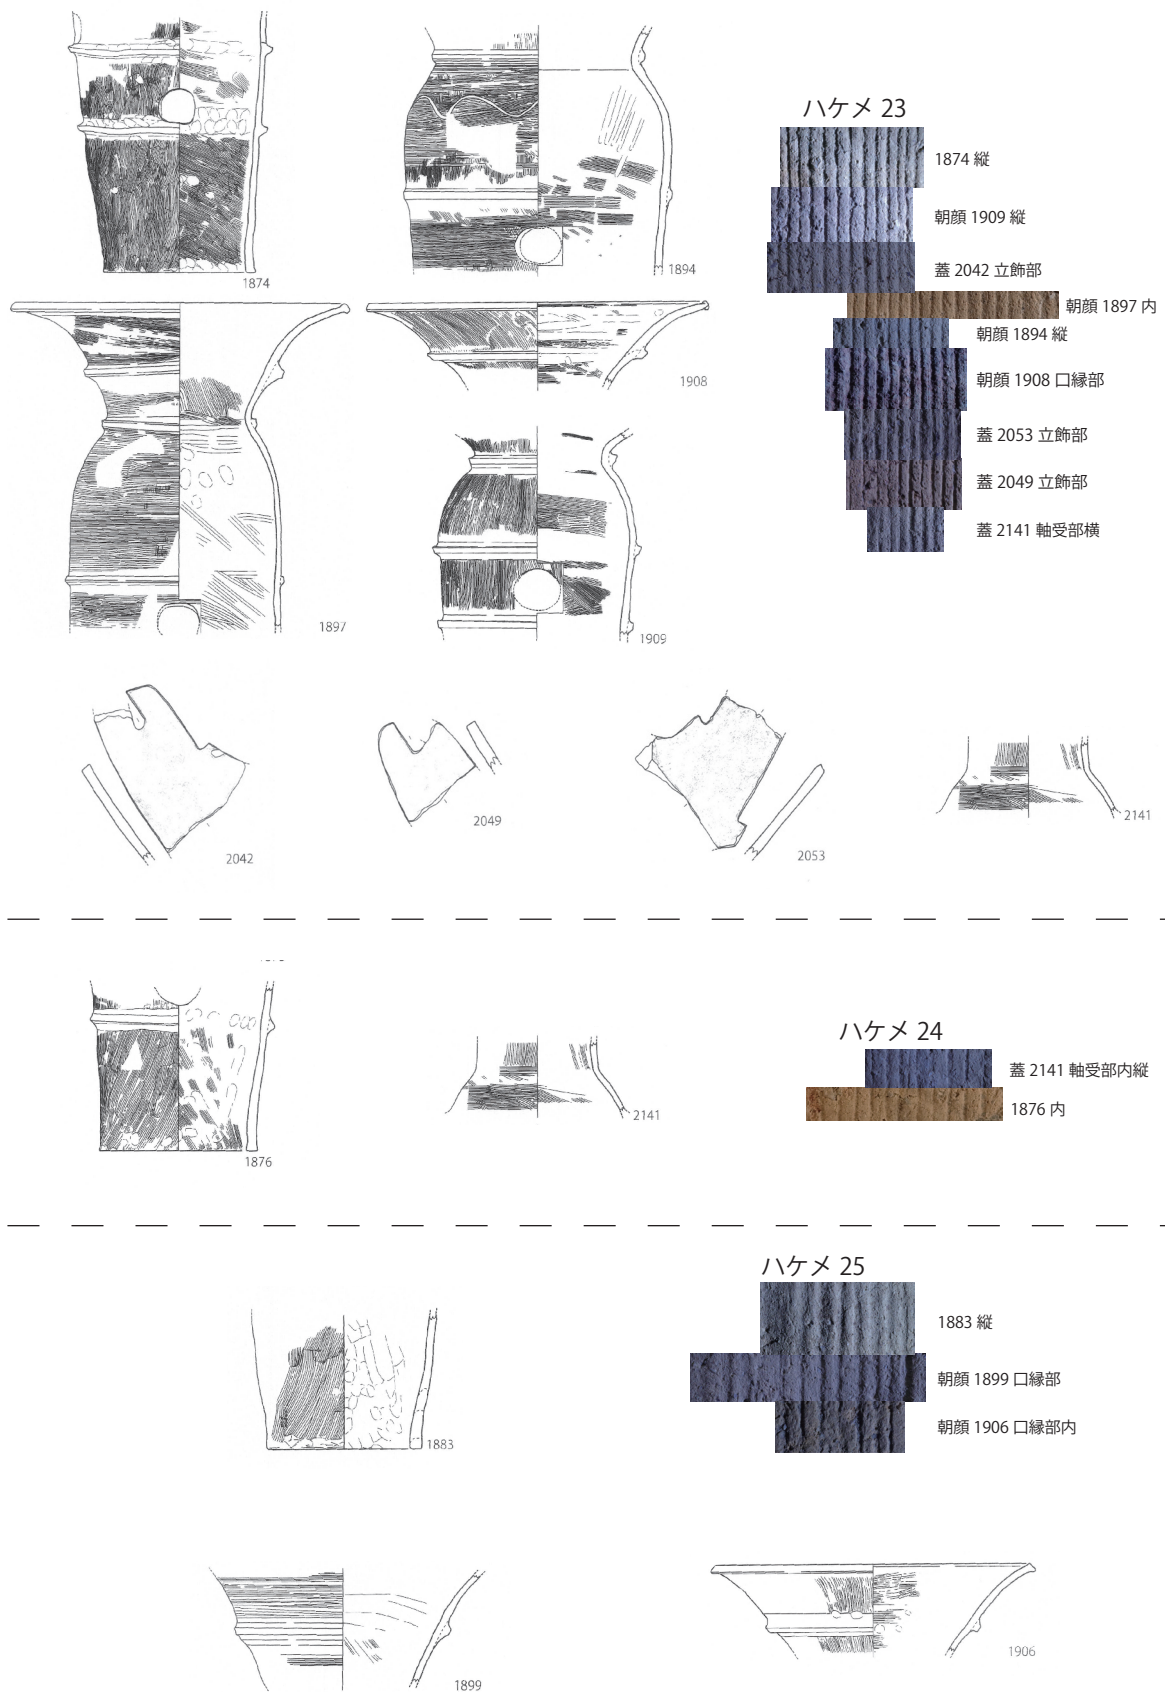 ハケメ 23
1874 縦
朝顔 1909 縦
蓋 2042 立飾部
朝顔 1897 内
朝顔 1894 縦
朝顔 1908 口縁部
蓋 2053 立飾部
蓋 2049 立飾部
蓋 2141 軸受部横
1874
1894
1908
1897
1909
2042
2049
2053
2141
ハケメ 24
蓋 2141 軸受部内縦
1876 内
1876
2141
ハケメ 25
1883 縦
朝顔 1899 口縁部
朝顔 1906 口縁部内
1883
1899
1906